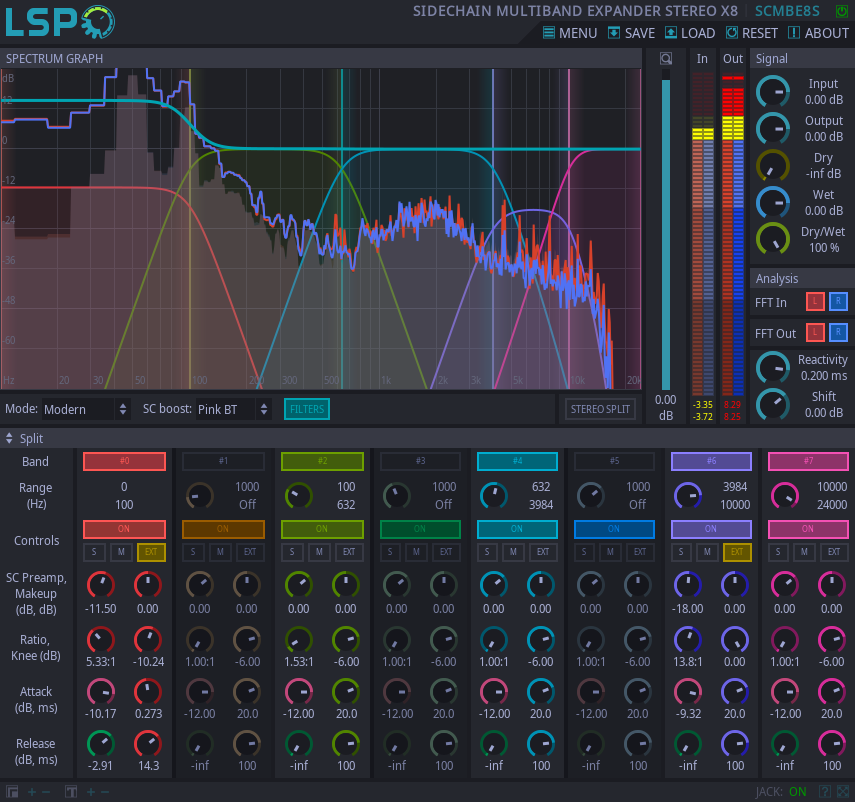 LSP
SIDECHAIN MULTIBAND EXPANDER STEREO X8 SCMBE8S
MENU SAVE LOAD RESET ABOUT
SPECTRUM GRAPH
In Out
Signal
dB
12
0
-12
-24
-36
-48
-60
Hz 20 30 50 100 200 300 500 1k 2k 3k 5k 10k 20k
0.00
dB
-3.35 8.29
-3.72 8.25
Input
0.00 dB
Output
0.00 dB
Dry
-inf dB
Wet
0.00 dB
Dry/Wet
100 %
Analysis
FFT In L R
FFT Out L R
Reactivity
0.200 ms
Shift
0.00 dB
Mode: Modern SC boost: Pink BT FILTERS STEREO SPLIT
Split
Band #0 #1 #2 #3 #4 #5 #6 #7
Range
(Hz)
0 1000 100 1000 632 1000 3984 10000
100 Off 632 Off 3984 Off 10000 24000
Controls
ON ON ON ON ON ON ON ON
S M EXT S M EXT S M EXT S M EXT S M EXT S M EXT S M EXT S M EXT
SC Preamp,
Makeup
(dB, dB)
-11.50 0.00 0.00 0.00 0.00 0.00 0.00 0.00 0.00 0.00 0.00 0.00 -18.00 0.00 0.00 0.00
Ratio,
Knee (dB)
5.33:1 -10.24 1.00:1 -6.00 1.53:1 -6.00 1.00:1 -6.00 1.00:1 -6.00 1.00:1 -6.00 13.8:1 0.00 1.00:1 -6.00
Attack
(dB, ms)
-10.17 0.273 -12.00 20.0 -12.00 20.0 -12.00 20.0 -12.00 20.0 -12.00 20.0 -9.32 20.0 -12.00 20.0
Release
(dB, ms)
-2.91 14.3 -inf 100 -inf 100 -inf 100 -inf 100 -inf 100 -inf 100 -inf 100
JACK: ON